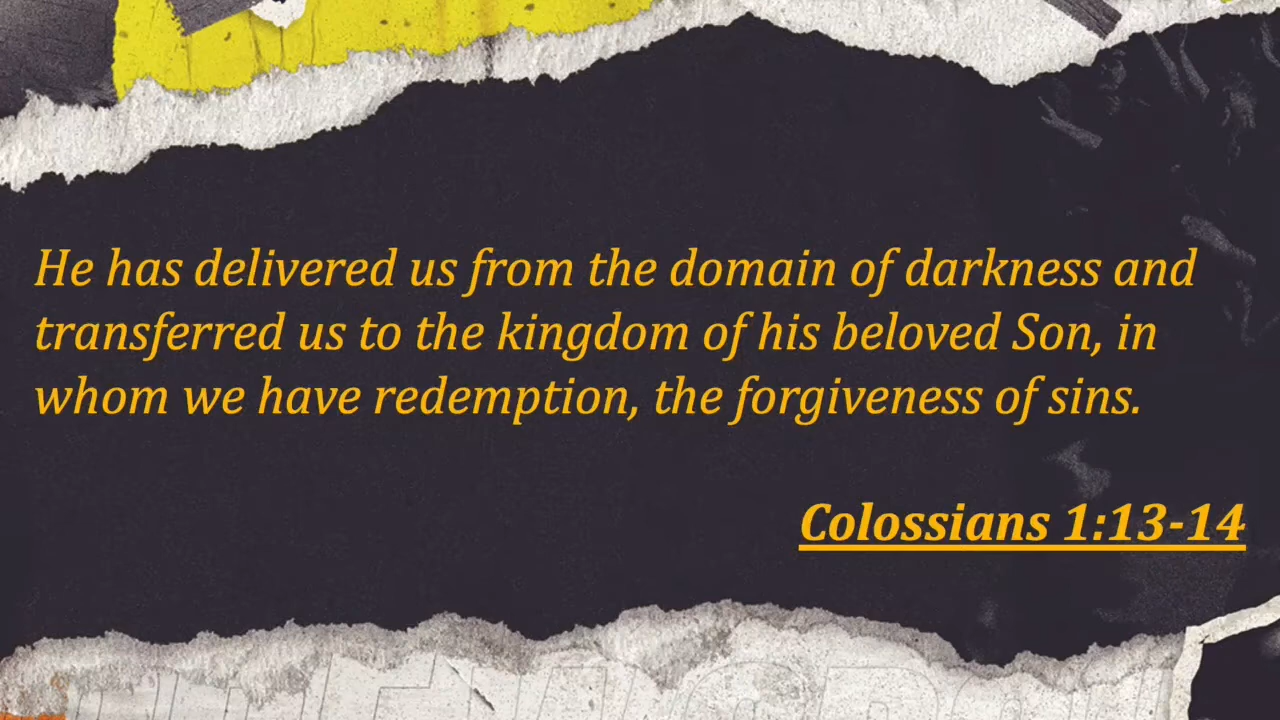 He has delivered us from the domain of darkness and
transferred us to the kingdom of his beloved Son, in
whom we have redemption, the forgiveness of sins.
Colossians 1:13-14